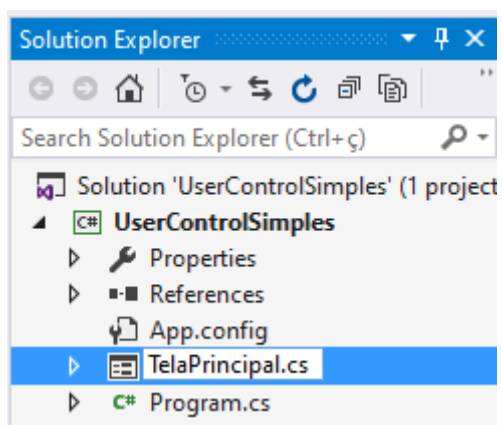 Solution Explorer
Search Solution Explorer (Ctrl+ç)
Solution 'UserControlSimples' (1 project
C# UserControlSimples
Properties
References
App.config
TelaPrincipal.cs
C# Program.cs